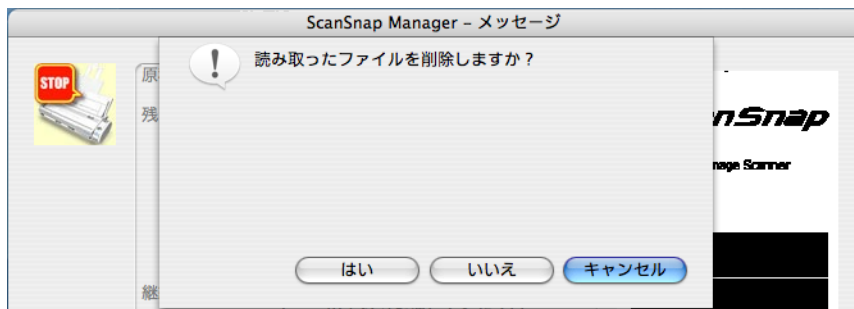 ScanSnap Manager – メッセージ
読み取ったファイルを削除しますか？
STOP
原
残
nSnap
mage Scanner
はい
いいえ
キャンセル
継